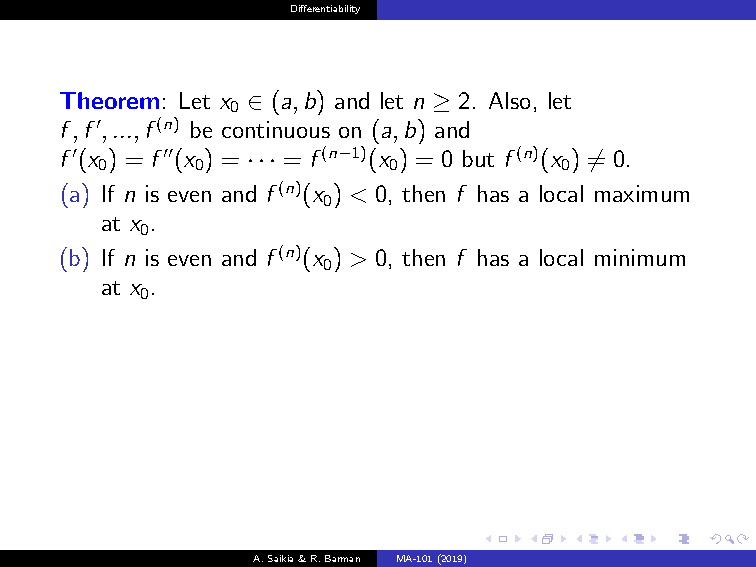 Differentiability
Theorem: Let x₀ ∈ (a, b) and let n ≥ 2. Also, let
f, f′, ..., f⁽ⁿ⁾ be continuous on (a, b) and
f′(x₀) = f″(x₀) = ⋯ = f⁽ⁿ⁻¹⁾(x₀) = 0 but f⁽ⁿ⁾(x₀) ≠ 0.
(a) If n is even and f⁽ⁿ⁾(x₀) < 0, then f has a local maximum
at x₀.
(b) If n is even and f⁽ⁿ⁾(x₀) > 0, then f has a local minimum
at x₀.
A. Saikia & R. Barman MA-101 (2019)